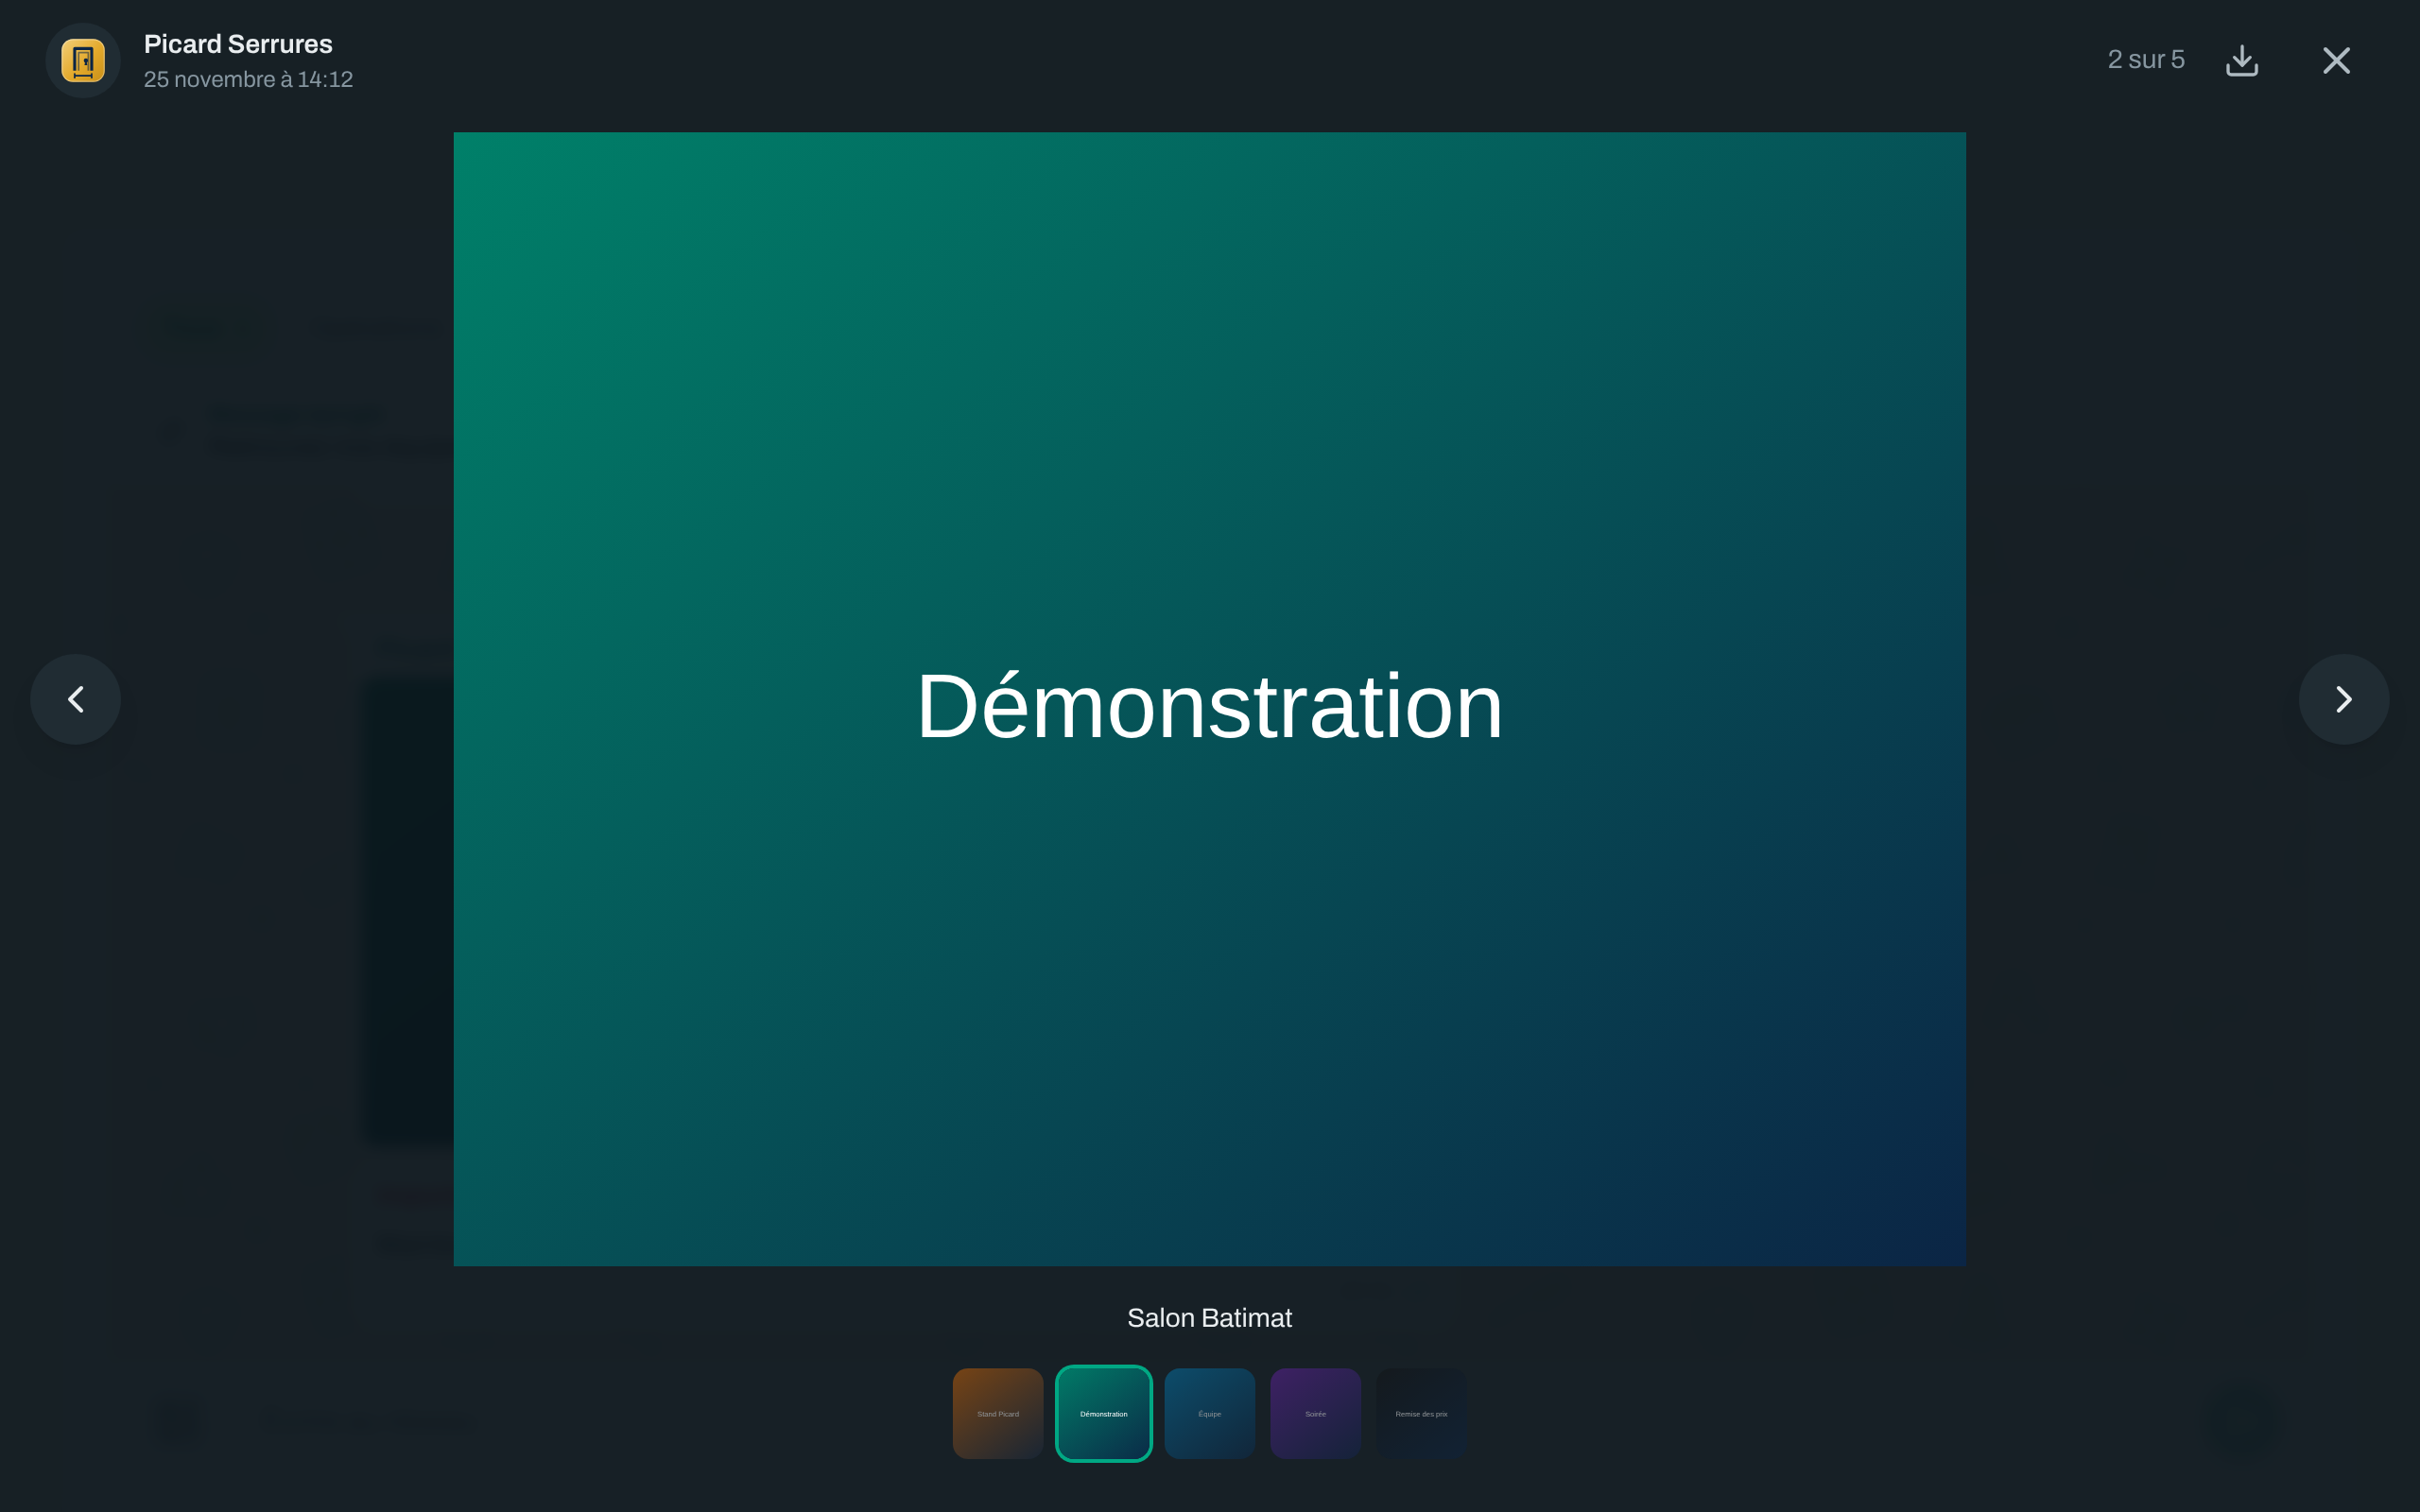 Picard Serrures
25 novembre à 14:12
2 sur 5
Démonstration
Salon Batimat
Stand Picard
Démonstration
Équipe
Soirée
Remise des prix